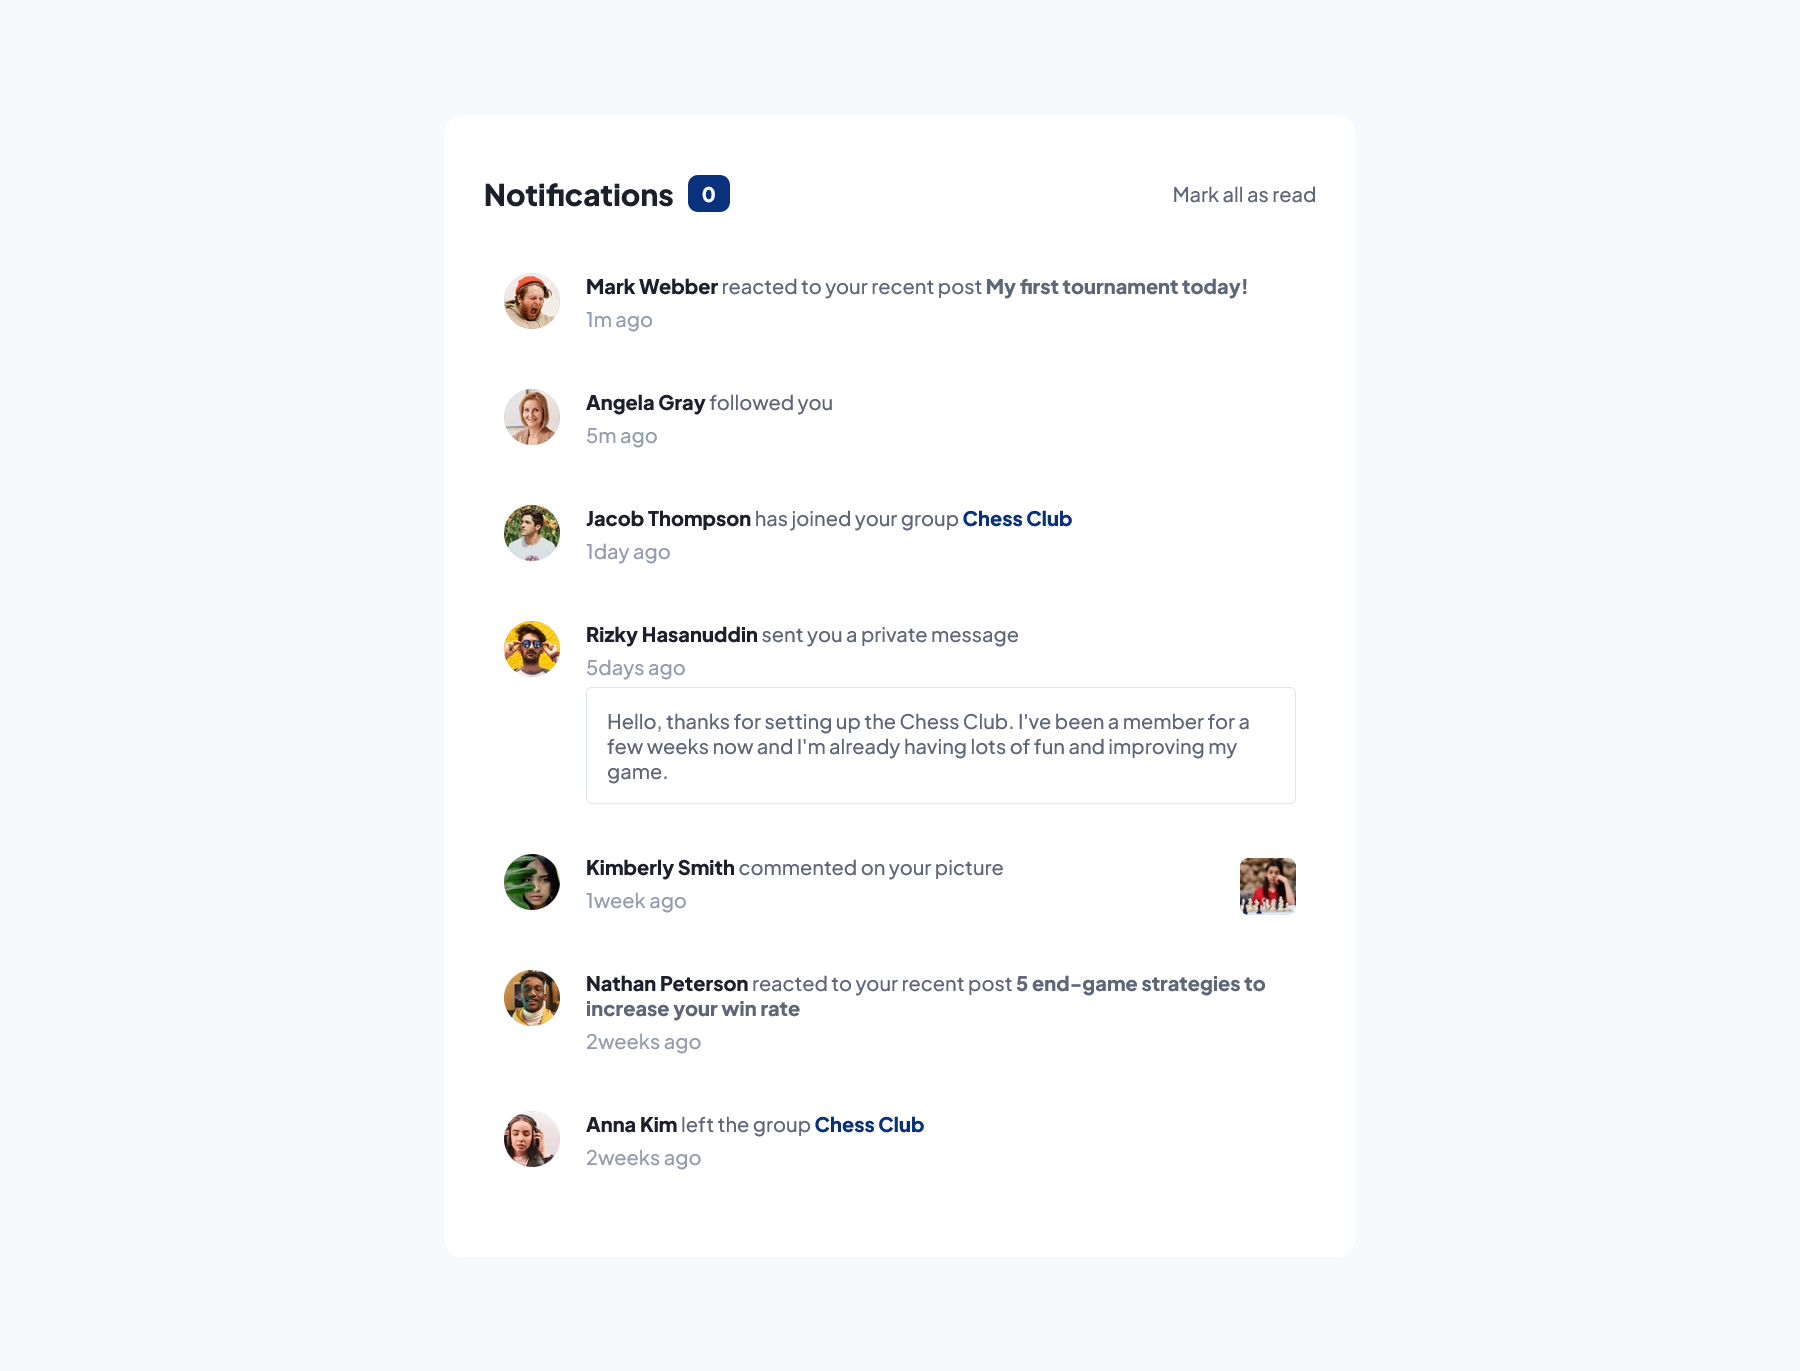 Notifications 0 Mark all as read
Mark Webber reacted to your recent post My first tournament today!
1m ago
Angela Gray followed you
5m ago
Jacob Thompson has joined your group Chess Club
1day ago
Rizky Hasanuddin sent you a private message
5days ago
Hello, thanks for setting up the Chess Club. I've been a member for a
few weeks now and I'm already having lots of fun and improving my
game.
Kimberly Smith commented on your picture
1week ago
Nathan Peterson reacted to your recent post 5 end-game strategies to
increase your win rate
2weeks ago
Anna Kim left the group Chess Club
2weeks ago